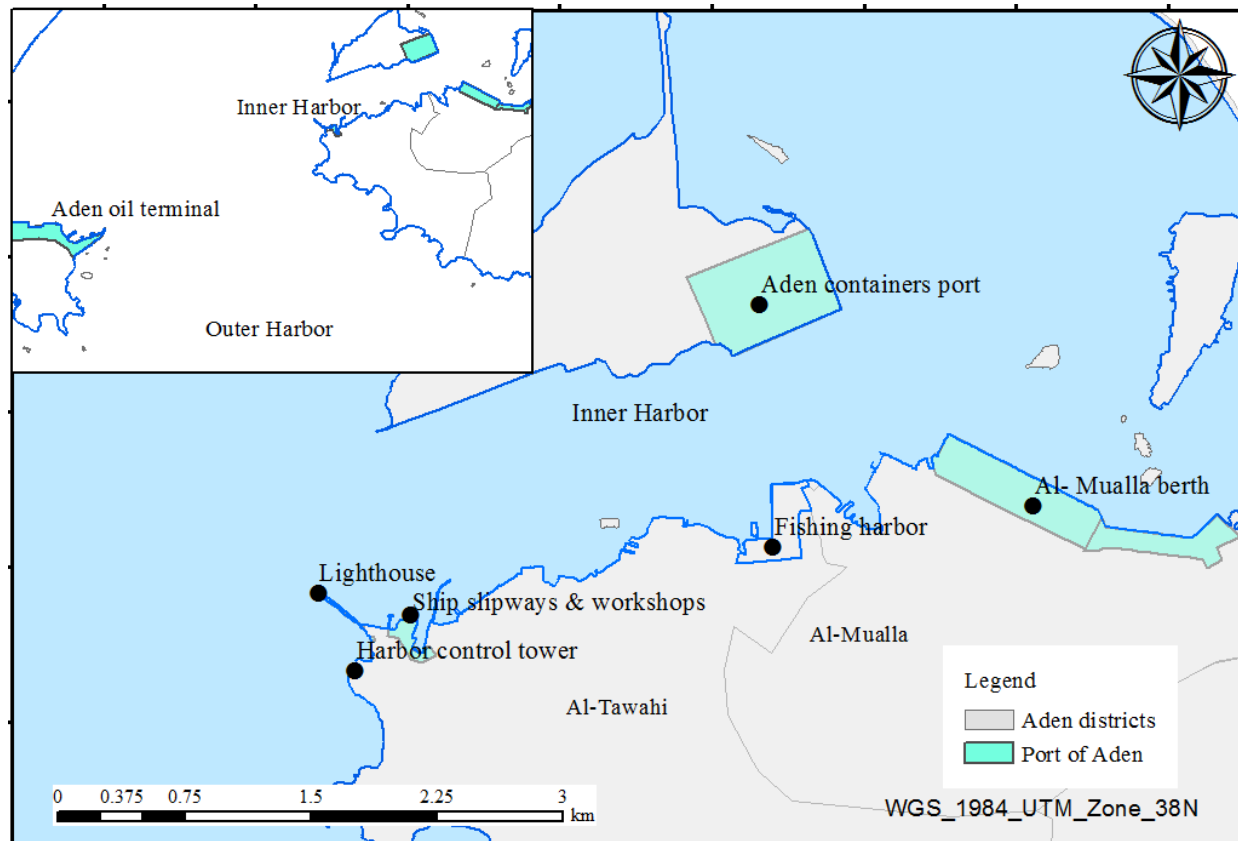 Inner Harbor
Aden oil terminal
Outer Harbor
Aden containers port
Inner Harbor
Al- Mualla berth
Fishing harbor
Lighthouse
Ship slipways & workshops
Al-Mualla
Harbor control tower
Al-Tawahi
Legend
Aden districts
Port of Aden
0 0.375 0.75 1.5 2.25 3
km
WGS_1984_UTM_Zone_38N